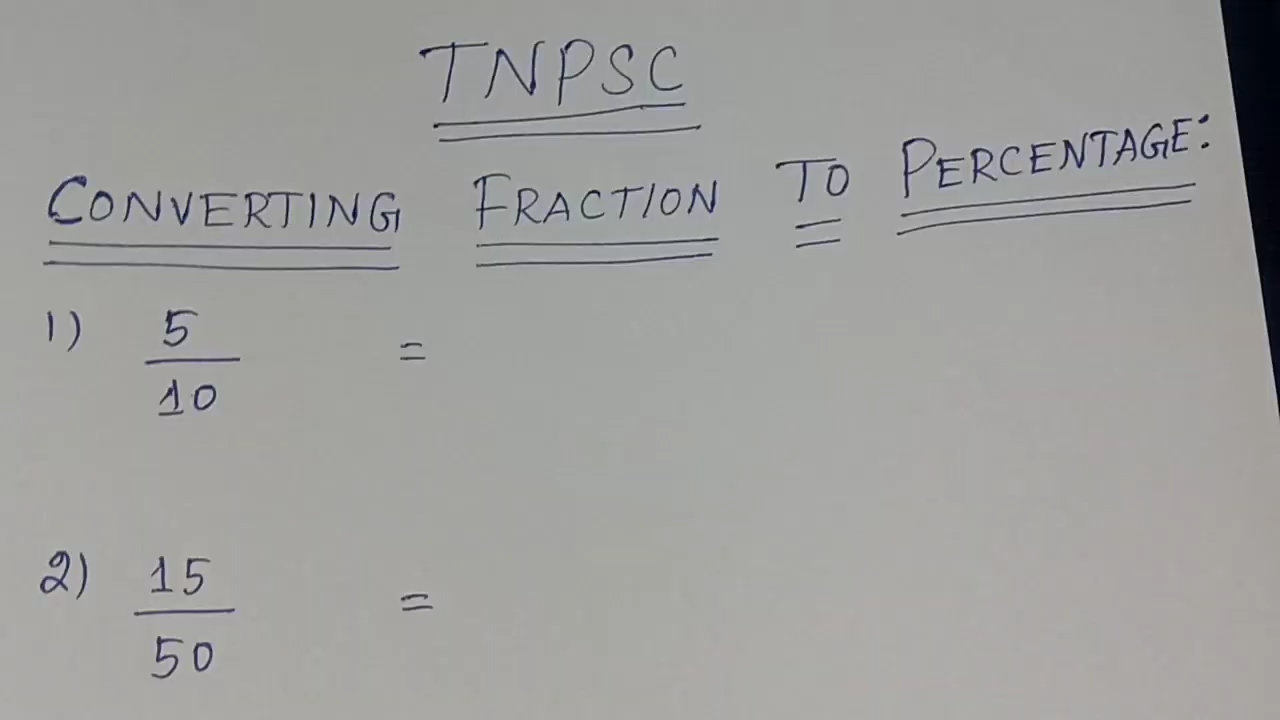 TNPSC
CONVERTING FRACTION TO PERCENTAGE:
1) 5/10 =
2) 15/50 =